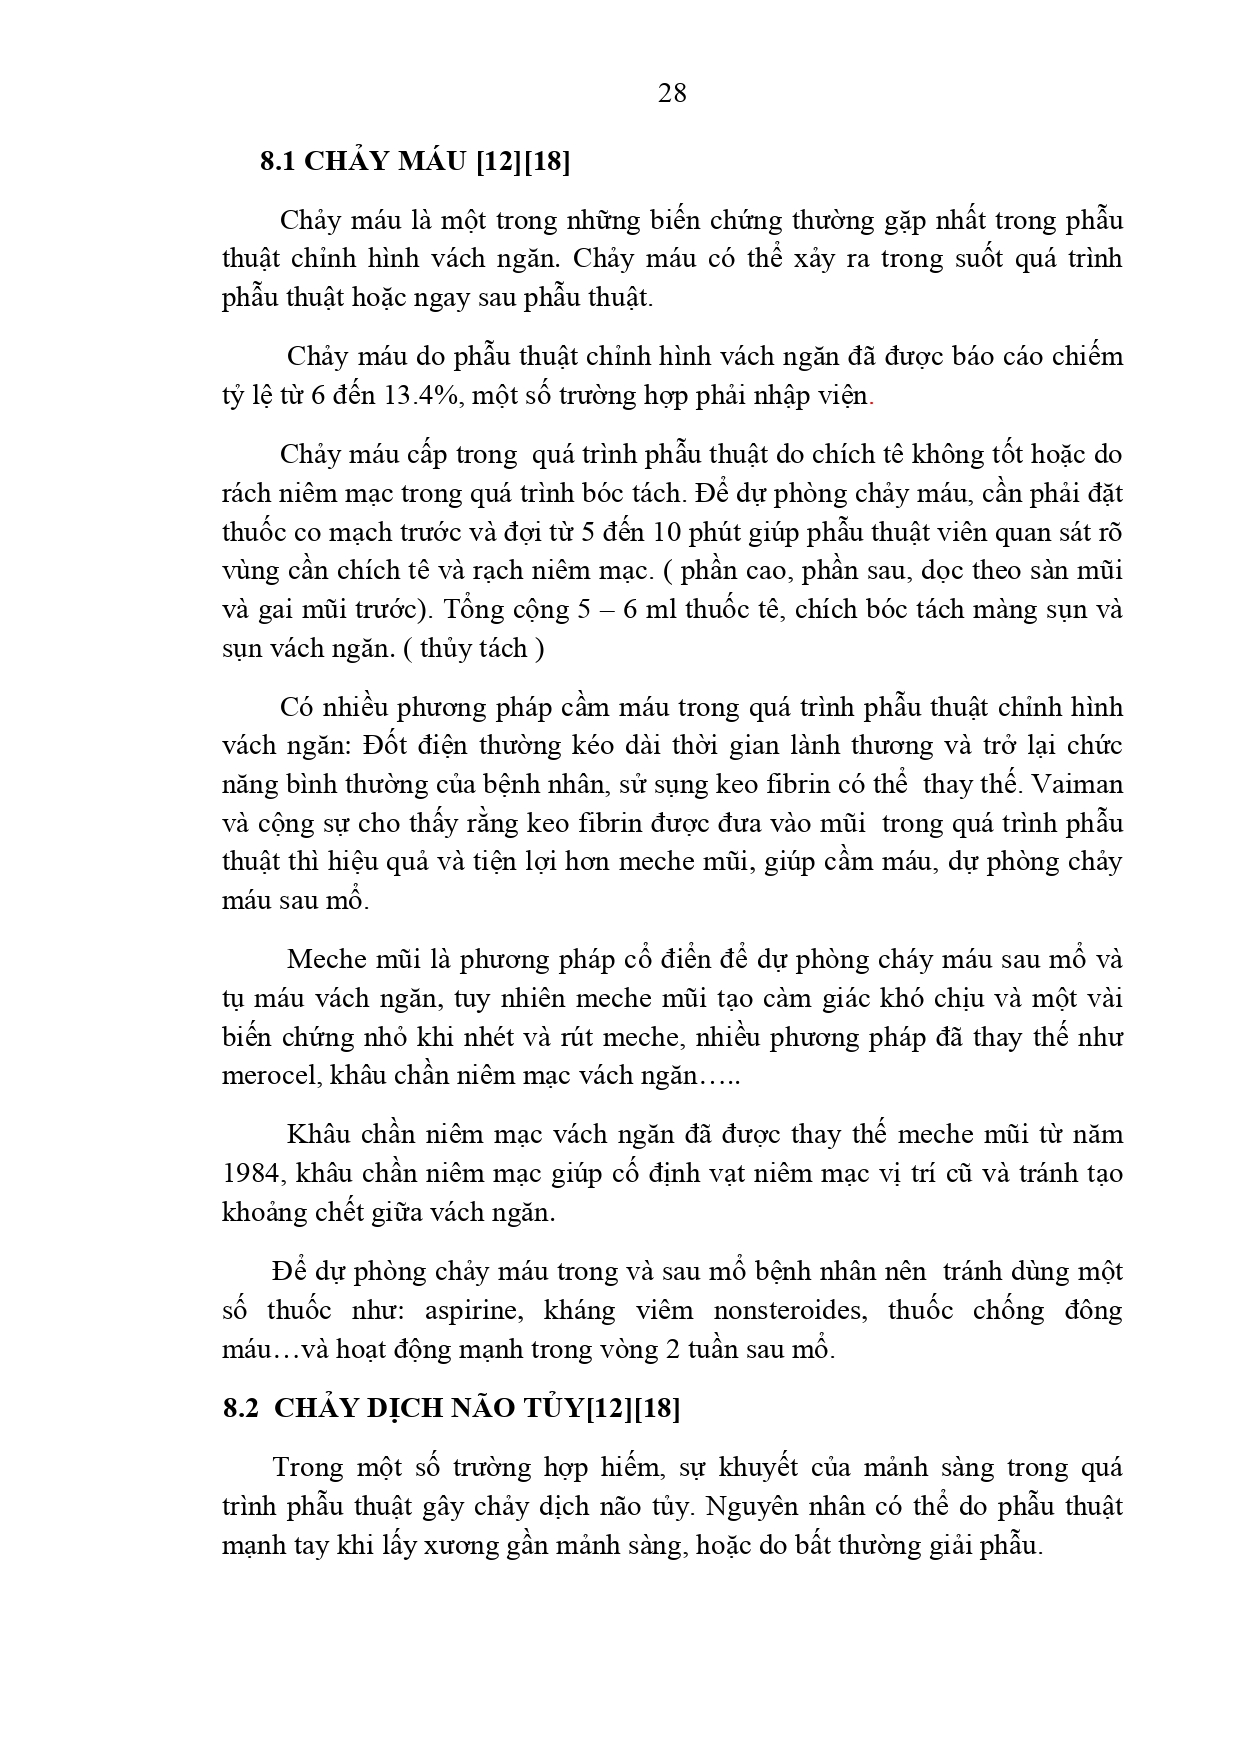 28
8.1 CHẢY MÁU [12][18]
Chảy máu là một trong những biến chứng thường gặp nhất trong phẫu
thuật chỉnh hình vách ngăn. Chảy máu có thể xảy ra trong suốt quá trình
phẫu thuật hoặc ngay sau phẫu thuật.
Chảy máu do phẫu thuật chỉnh hình vách ngăn đã được báo cáo chiếm
tỷ lệ từ 6 đến 13.4%, một số trường hợp phải nhập viện.
Chảy máu cấp trong quá trình phẫu thuật do chích tê không tốt hoặc do
rách niêm mạc trong quá trình bóc tách. Để dự phòng chảy máu, cần phải đặt
thuốc co mạch trước và đợi từ 5 đến 10 phút giúp phẫu thuật viên quan sát rõ
vùng cần chích tê và rạch niêm mạc. ( phần cao, phần sau, dọc theo sàn mũi
và gai mũi trước). Tổng cộng 5 – 6 ml thuốc tê, chích bóc tách màng sụn và
sụn vách ngăn. ( thủy tách )
Có nhiều phương pháp cầm máu trong quá trình phẫu thuật chỉnh hình
vách ngăn: Đốt điện thường kéo dài thời gian lành thương và trở lại chức
năng bình thường của bệnh nhân, sử sụng keo fibrin có thể thay thế. Vaiman
và cộng sự cho thấy rằng keo fibrin được đưa vào mũi trong quá trình phẫu
thuật thì hiệu quả và tiện lợi hơn meche mũi, giúp cầm máu, dự phòng chảy
máu sau mổ.
Meche mũi là phương pháp cổ điển để dự phòng cháy máu sau mổ và
tụ máu vách ngăn, tuy nhiên meche mũi tạo càm giác khó chịu và một vài
biến chứng nhỏ khi nhét và rút meche, nhiều phương pháp đã thay thế như
merocel, khâu chần niêm mạc vách ngăn…..
Khâu chần niêm mạc vách ngăn đã được thay thế meche mũi từ năm
1984, khâu chần niêm mạc giúp cố định vạt niêm mạc vị trí cũ và tránh tạo
khoảng chết giữa vách ngăn.
Để dự phòng chảy máu trong và sau mổ bệnh nhân nên tránh dùng một
số thuốc như: aspirine, kháng viêm nonsteroides, thuốc chống đông
máu…và hoạt động mạnh trong vòng 2 tuần sau mổ.
8.2 CHẢY DỊCH NÃO TỦY[12][18]
Trong một số trường hợp hiếm, sự khuyết của mảnh sàng trong quá
trình phẫu thuật gây chảy dịch não tủy. Nguyên nhân có thể do phẫu thuật
mạnh tay khi lấy xương gần mảnh sàng, hoặc do bất thường giải phẫu.